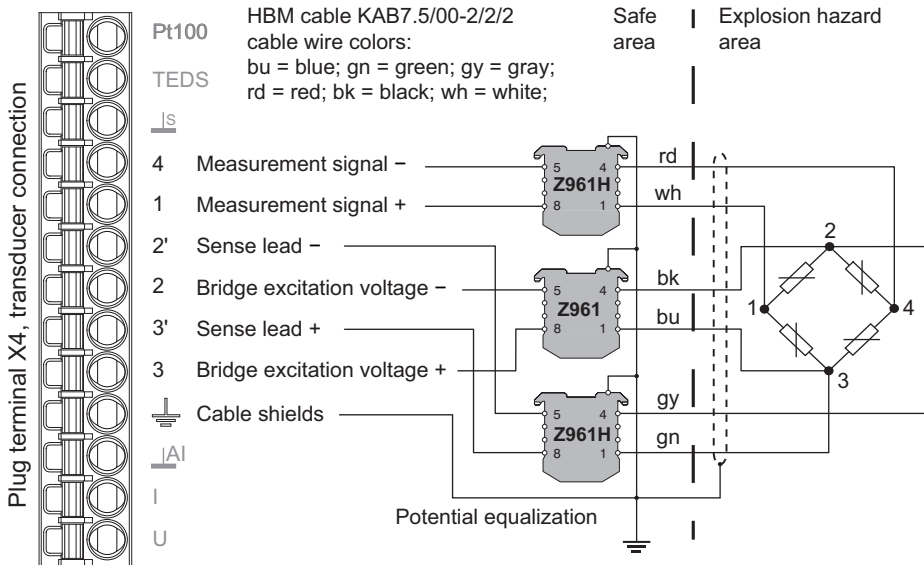 Plug terminal X4, transducer connection
HBM cable KAB7.5/00-2/2/2
cable wire colors:
bu = blue; gn = green; gy = gray;
rd = red; bk = black; wh = white;
Safe
area
Explosion hazard
area
Pt100
TEDS
s
4 Measurement signal −
1 Measurement signal +
2' Sense lead −
2 Bridge excitation voltage −
3' Sense lead +
3 Bridge excitation voltage +
Cable shields
AI
I
U
5 4
Z961H
8 1
rd
wh
5 4
Z961
8 1
bk
bu
5 4
Z961H
8 1
gy
gn
2
1
4
3
Potential equalization